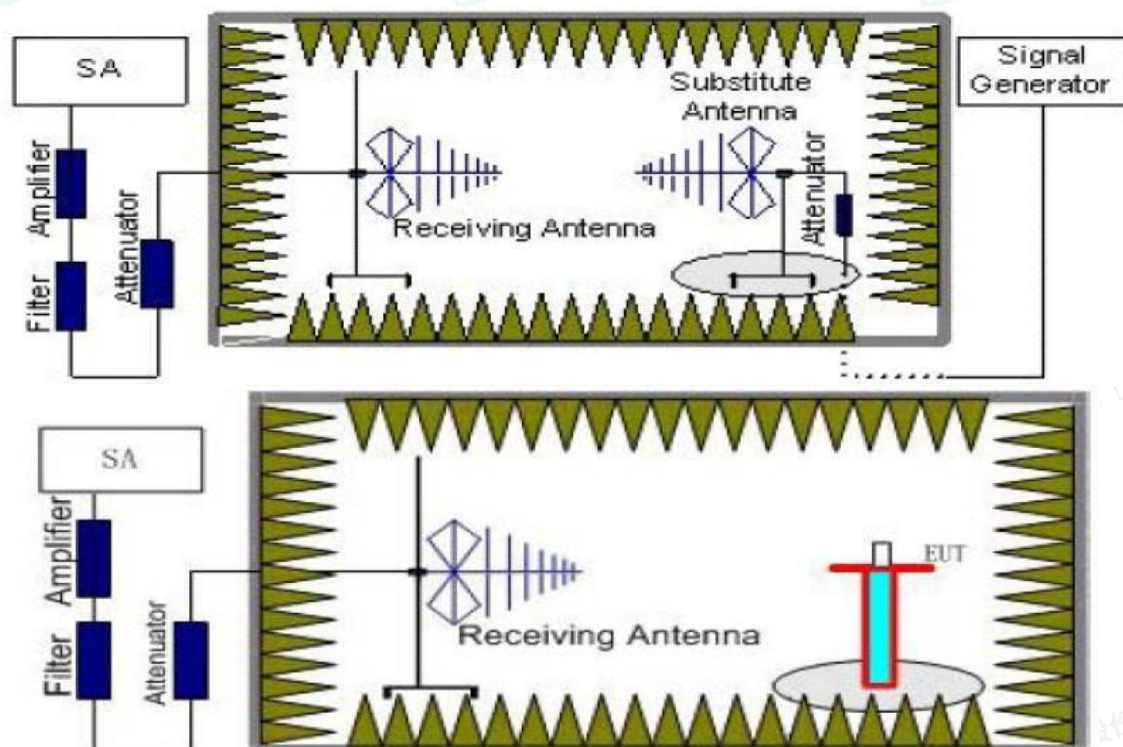 SA
Signal
Generator
Substitute
Antenna
Amplifier
Attenuator
Attenuator
Receiving Antenna
Filter
SA
Amplifier
EUT
Receiving Antenna
Filter
Attenuator